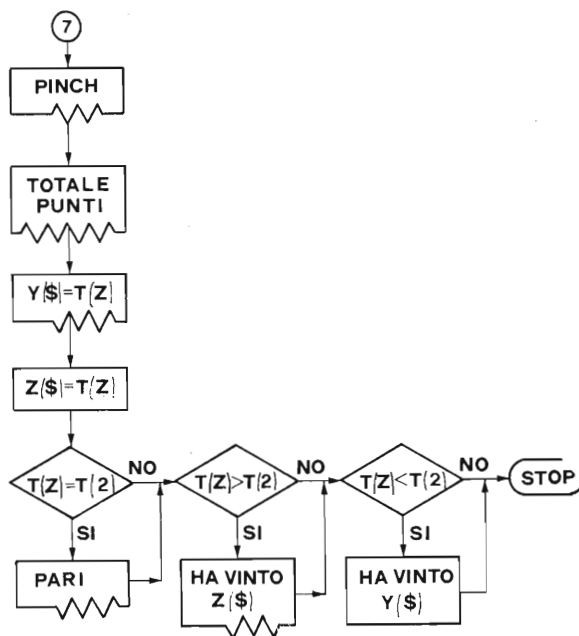 7
PINCH
TOTALE
PUNTI
Y($)=T(Z)
Z($)=T(Z)
T(Z)=T(2)
NO
T(Z)>T(2)
NO
T(Z)<T(2)
NO
STOP
SI
SI
SI
PARI
HA VINTO
Z($)
HA VINTO
Y($)